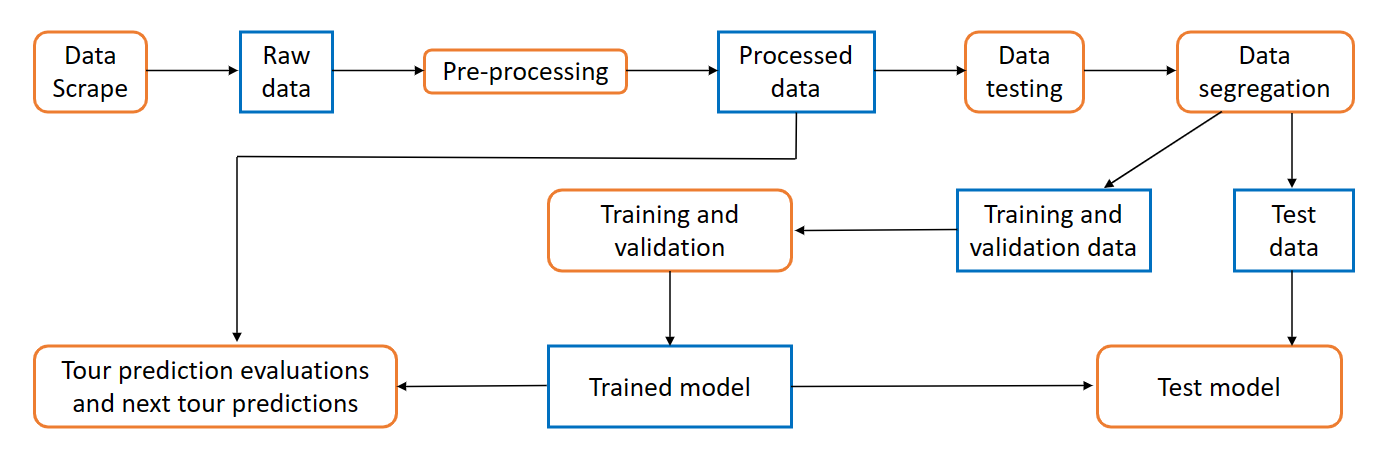 Data
Scrape
Raw
data
Pre-processing
Processed
data
Data
testing
Data
segregation
Training and
validation
Training and
validation data
Test
data
Tour prediction evaluations
and next tour predictions
Trained model
Test model